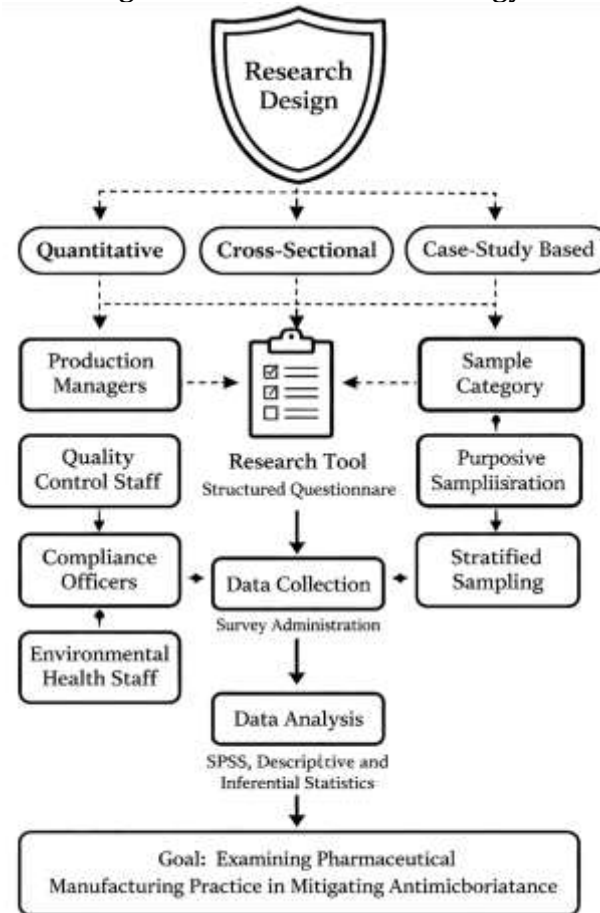 Research
Design
Quantitative
Cross-Sectional
Case-Study Based
Production
Managers
Sample
Category
Quality
Control Staff
Research Tool
Structured Questionnare
Purposive
Sampliisiration
Compliance
Officers
Data Collection
Survey Administration
Stratified
Sampling
Environmental
Health Staff
Data Analysis
SPSS, Descripitive and
Inferential Statistics
Goal: Examining Pharmaceutical
Manufacturing Practice in Mitigating Antimicboriatance